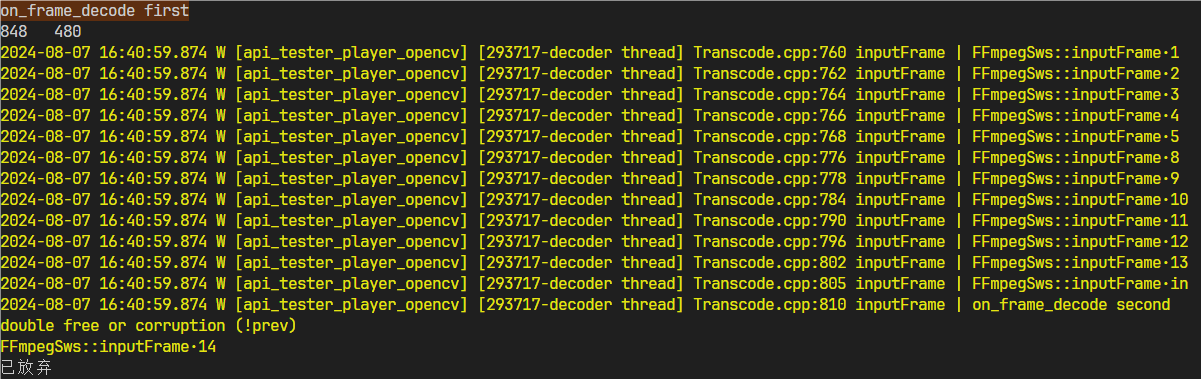 on_frame_decode first
848   480
2024-08-07 16:40:59.874 W [api_tester_player_opencv] [293717-decoder thread] Transcode.cpp:760 inputFrame | FFmpegSws::inputFrame·1
2024-08-07 16:40:59.874 W [api_tester_player_opencv] [293717-decoder thread] Transcode.cpp:762 inputFrame | FFmpegSws::inputFrame·2
2024-08-07 16:40:59.874 W [api_tester_player_opencv] [293717-decoder thread] Transcode.cpp:764 inputFrame | FFmpegSws::inputFrame·3
2024-08-07 16:40:59.874 W [api_tester_player_opencv] [293717-decoder thread] Transcode.cpp:766 inputFrame | FFmpegSws::inputFrame·4
2024-08-07 16:40:59.874 W [api_tester_player_opencv] [293717-decoder thread] Transcode.cpp:768 inputFrame | FFmpegSws::inputFrame·5
2024-08-07 16:40:59.874 W [api_tester_player_opencv] [293717-decoder thread] Transcode.cpp:776 inputFrame | FFmpegSws::inputFrame·8
2024-08-07 16:40:59.874 W [api_tester_player_opencv] [293717-decoder thread] Transcode.cpp:778 inputFrame | FFmpegSws::inputFrame·9
2024-08-07 16:40:59.874 W [api_tester_player_opencv] [293717-decoder thread] Transcode.cpp:784 inputFrame | FFmpegSws::inputFrame·10
2024-08-07 16:40:59.874 W [api_tester_player_opencv] [293717-decoder thread] Transcode.cpp:790 inputFrame | FFmpegSws::inputFrame·11
2024-08-07 16:40:59.874 W [api_tester_player_opencv] [293717-decoder thread] Transcode.cpp:796 inputFrame | FFmpegSws::inputFrame·12
2024-08-07 16:40:59.874 W [api_tester_player_opencv] [293717-decoder thread] Transcode.cpp:802 inputFrame | FFmpegSws::inputFrame·13
2024-08-07 16:40:59.874 W [api_tester_player_opencv] [293717-decoder thread] Transcode.cpp:805 inputFrame | FFmpegSws::inputFrame·in
2024-08-07 16:40:59.874 W [api_tester_player_opencv] [293717-decoder thread] Transcode.cpp:810 inputFrame | on_frame_decode second
double free or corruption (!prev)
FFmpegSws::inputFrame·14
已放弃